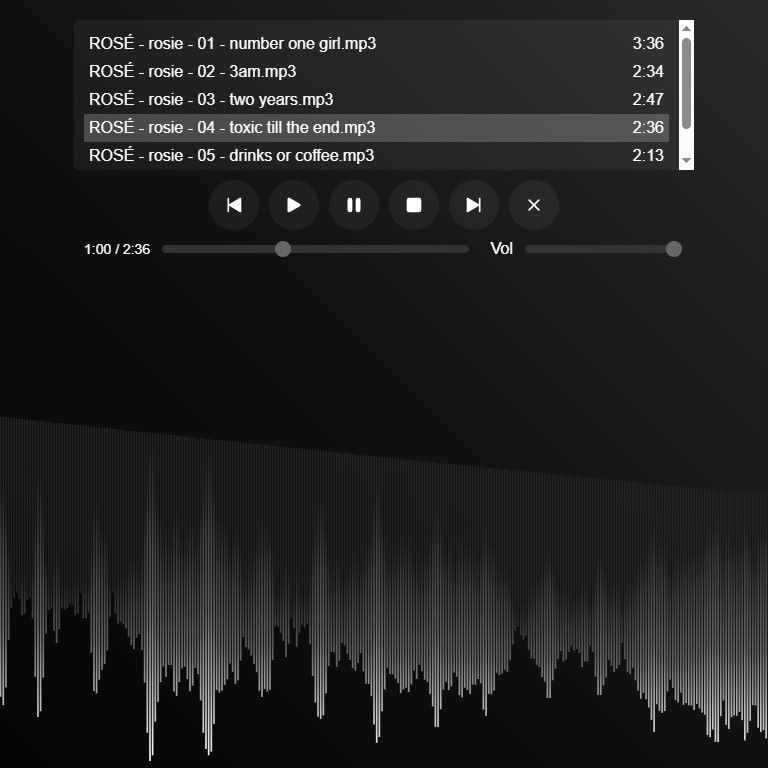 ROSÉ - rosie - 01 - number one girl.mp3 3:36
ROSÉ - rosie - 02 - 3am.mp3 2:34
ROSÉ - rosie - 03 - two years.mp3 2:47
ROSÉ - rosie - 04 - toxic till the end.mp3 2:36
ROSÉ - rosie - 05 - drinks or coffee.mp3 2:13
1:00 / 2:36 Vol